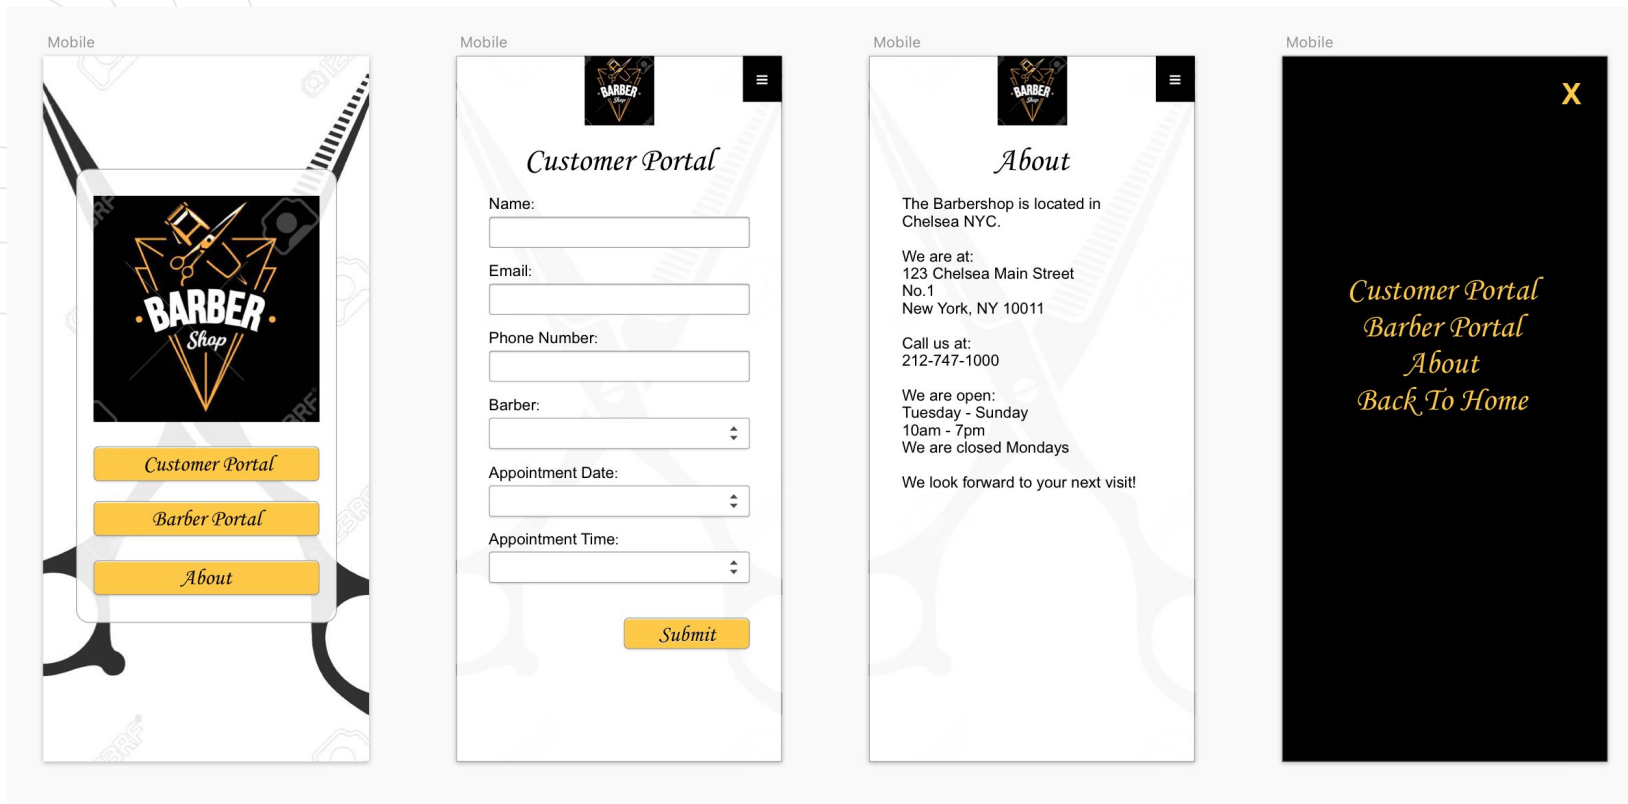 Mobile
BARBER
Shop
Customer Portal
Barber Portal
About
Mobile
BARBER
Shop
Customer Portal
Name:
Email:
Phone Number:
Barber:
Appointment Date:
Appointment Time:
Submit
Mobile
BARBER
Shop
About
The Barbershop is located in
Chelsea NYC.
We are at:
123 Chelsea Main Street
No.1
New York, NY 10011
Call us at:
212-747-1000
We are open:
Tuesday - Sunday
10am - 7pm
We are closed Mondays
We look forward to your next visit!
Mobile
X
Customer Portal
Barber Portal
About
Back To Home